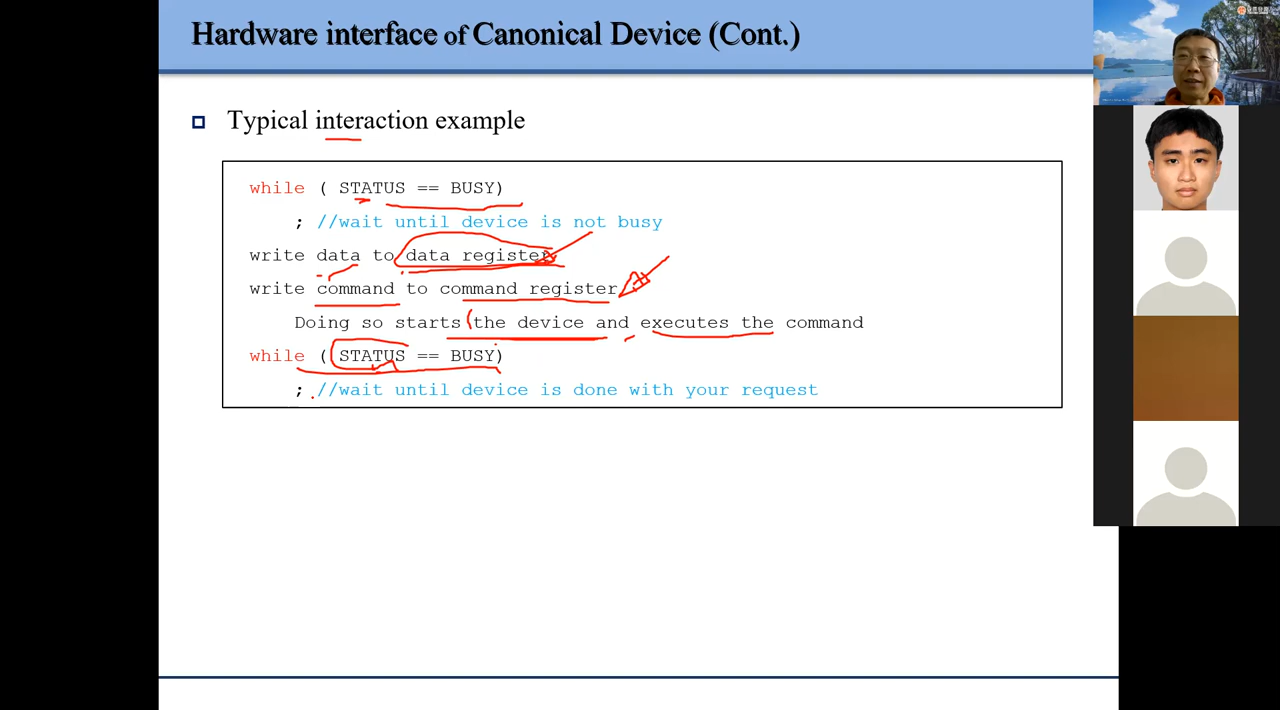 Hardware interface of Canonical Device (Cont.)
Typical interaction example
while ( STATUS == BUSY)
; //wait until device is not busy
write data to data register
write command to command register
Doing so starts the device and executes the command
while ( STATUS == BUSY)
; //wait until device is done with your request